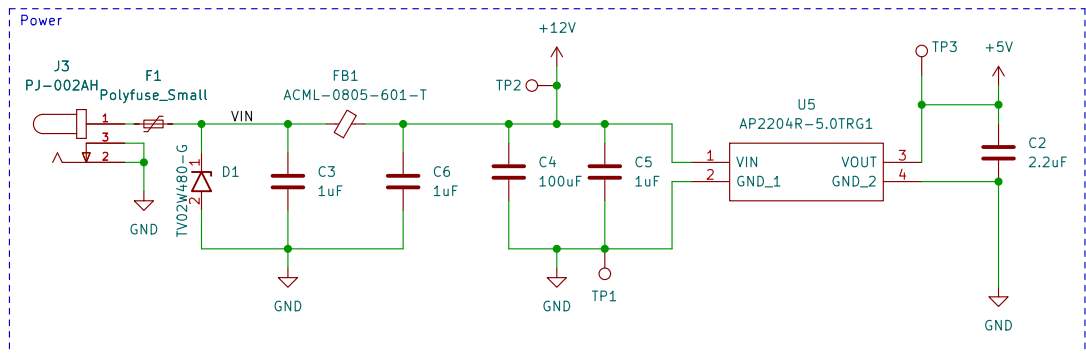 Power
+12V
J3
PJ-002AH
F1
Polyfuse_Small
FB1
ACML-0805-601-T
TP2
TP3
+5V
U5
AP2204R-5.0TRG1
VIN
1
3
2
1
2
D1
TV02W480-G
C3
1uF
C6
1uF
C4
100uF
C5
1uF
1
VIN
VOUT
3
2
GND_1
GND_2
4
C2
2.2uF
GND
GND
GND
TP1
GND